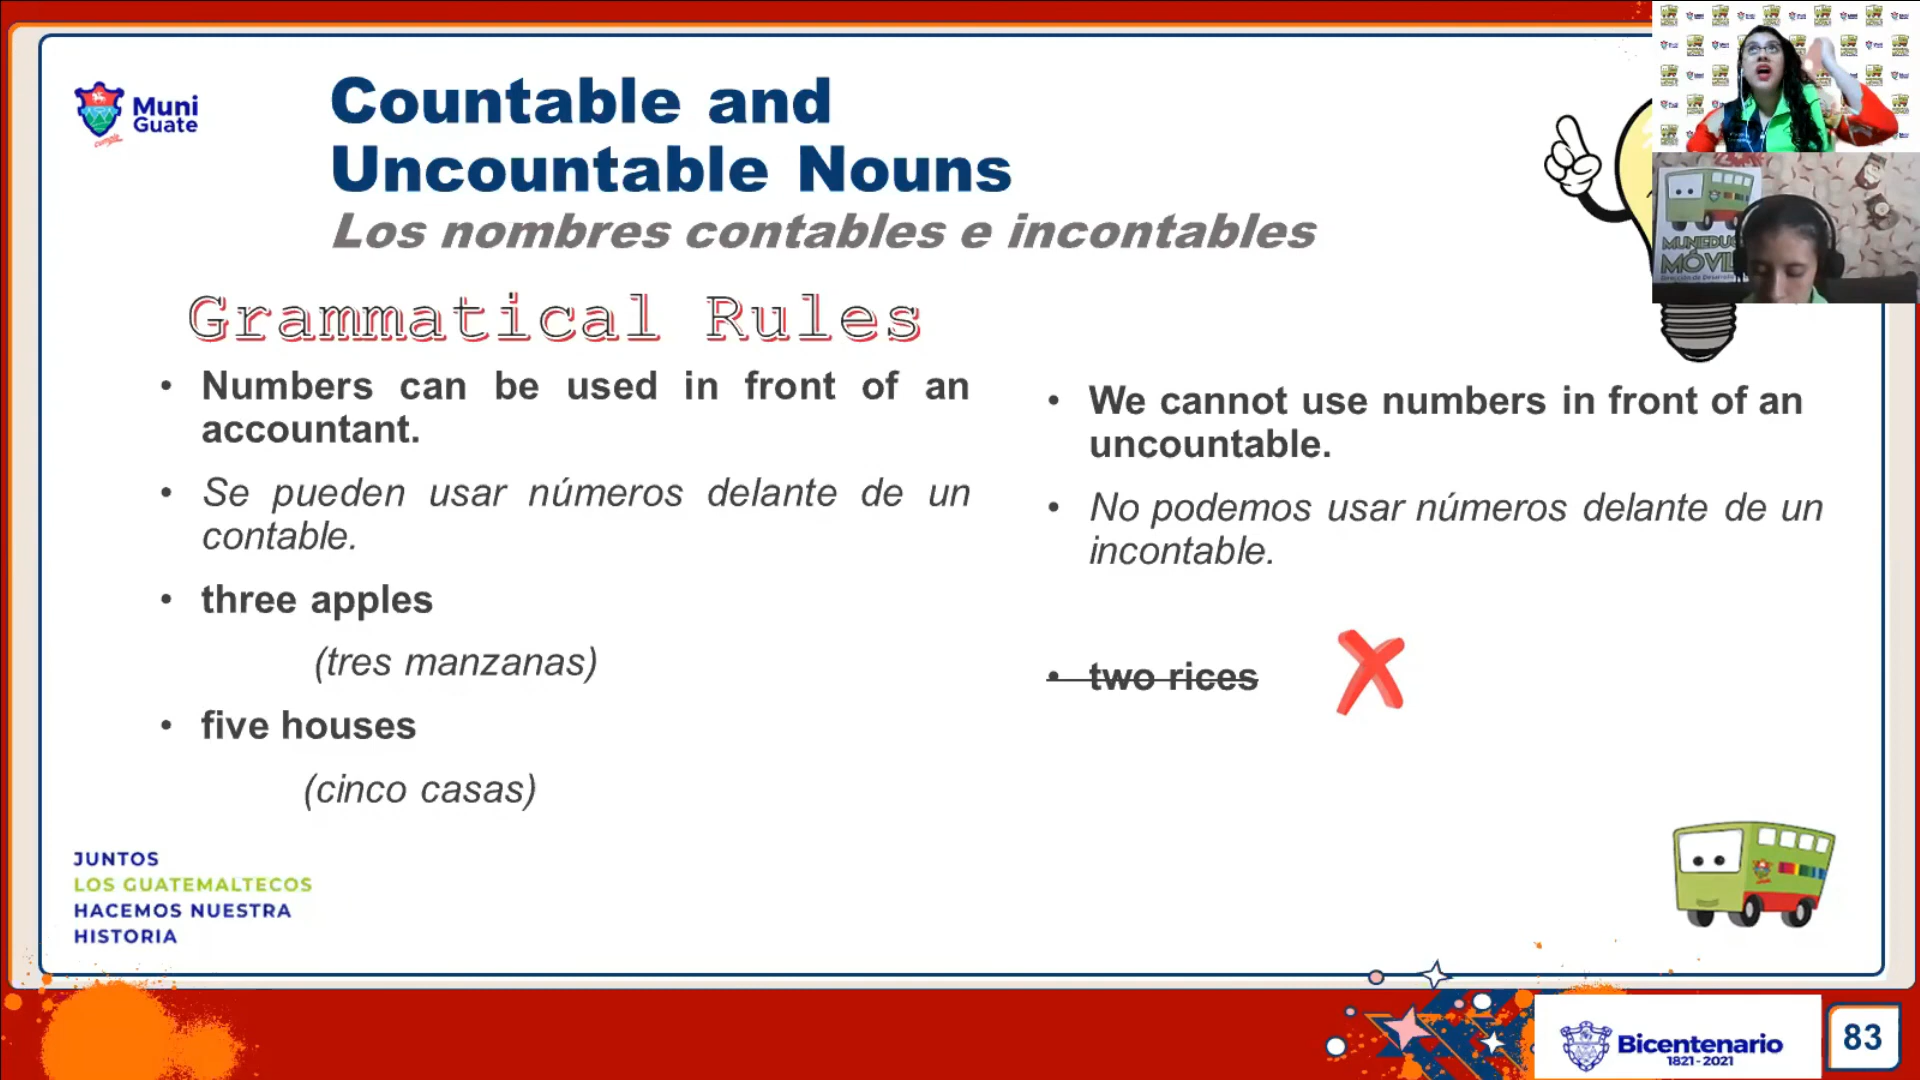 Muni
Guate
Countable and
Uncountable Nouns
Los nombres contables e incontables
Grammatical Rules
• Numbers can be used in front of an
accountant.
• Se pueden usar números delante de un
contable.
• three apples
(tres manzanas)
• five houses
(cinco casas)
• We cannot use numbers in front of an
uncountable.
• No podemos usar números delante de un
incontable.
• two rices
JUNTOS
LOS GUATEMALTECOS
HACEMOS NUESTRA
HISTORIA
Bicentenario
1821 - 2021
83